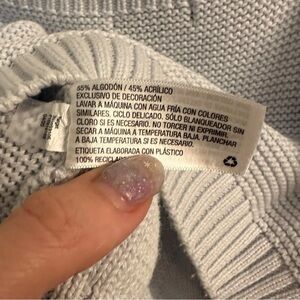 55% ALGODÓN / 45% ACRÍLICO
EXCLUSIVO DE DECORACIÓN
LAVAR A MÁQUINA CON AGUA FRÍA CON COLORES
SIMILARES. CICLO DELICADO. SÓLO BLANQUEADOR SIN
CLORO SI ES NECESARIO. NO TORCER NI EXPRIMIR.
SECAR A MÁQUINA A TEMPERATURA BAJA. PLANCHAR
A BAJA TEMPERATURA SI ES NECESARIO.
ETIQUETA ELABORADA CON PLÁSTICO
100% RECICLAD